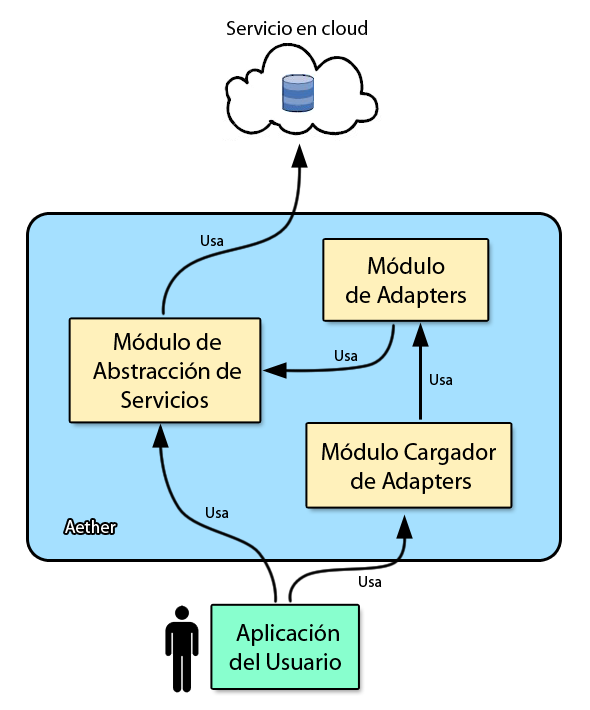 Servicio en cloud
Usa
Módulo
de Adapters
Módulo de
Abstracción de
Servicios
Usa
Usa
Módulo Cargador
de Adapters
Aether
Usa
Usa
Aplicación
del Usuario